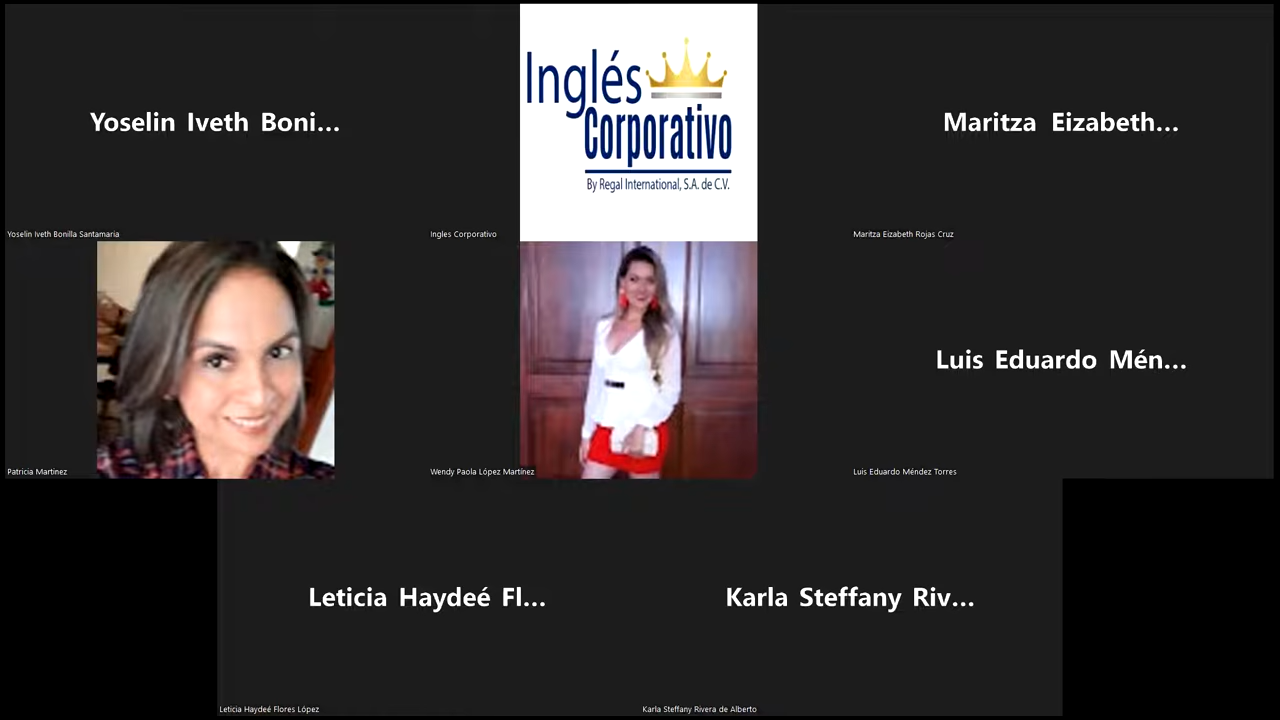 Yoselin Iveth Boni...
Yoselin Iveth Bonilla Santamaria
Inglés
Corporativo
By Regal International, S.A. de C.V.
Ingles Corporativo
Maritza Eizabeth...
Maritza Eizabeth Rojas Cruz
Patricia Martinez
Wendy Paola López Martínez
Luis Eduardo Mén...
Luis Eduardo Méndez Torres
Leticia Haydeé Fl...
Leticia Haydeé Flores López
Karla Steffany Riv...
Karla Steffany Rivera de Alberto